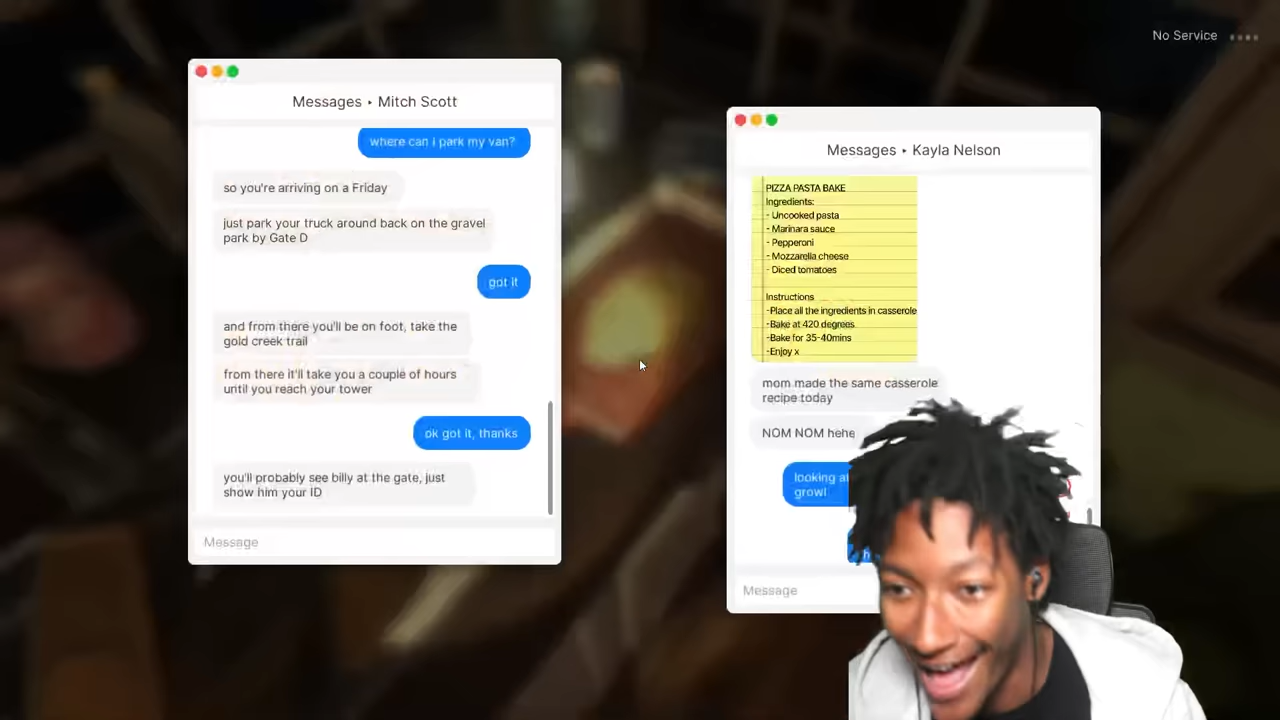 No Service
Messages ▸ Mitch Scott
where can i park my van?
so you're arriving on a Friday
just park your truck around back on the gravel
park by Gate D
got it
and from there you'll be on foot, take the
gold creek trail
from there it'll take you a couple of hours
until you reach your tower
ok got it, thanks
you'll probably see billy at the gate, just
show him your ID
Message
Messages ▸ Kayla Nelson
PIZZA PASTA BAKE
Ingredients:
- Uncooked pasta
- Marinara sauce
- Pepperoni
- Mozzarella cheese
- Diced tomatoes
Instructions
-Place all the ingredients in casserole
-Bake at 420 degrees
-Bake for 35-40mins
-Enjoy x
mom made the same casserole
recipe today
NOM NOM hehe
looking
growl
Message